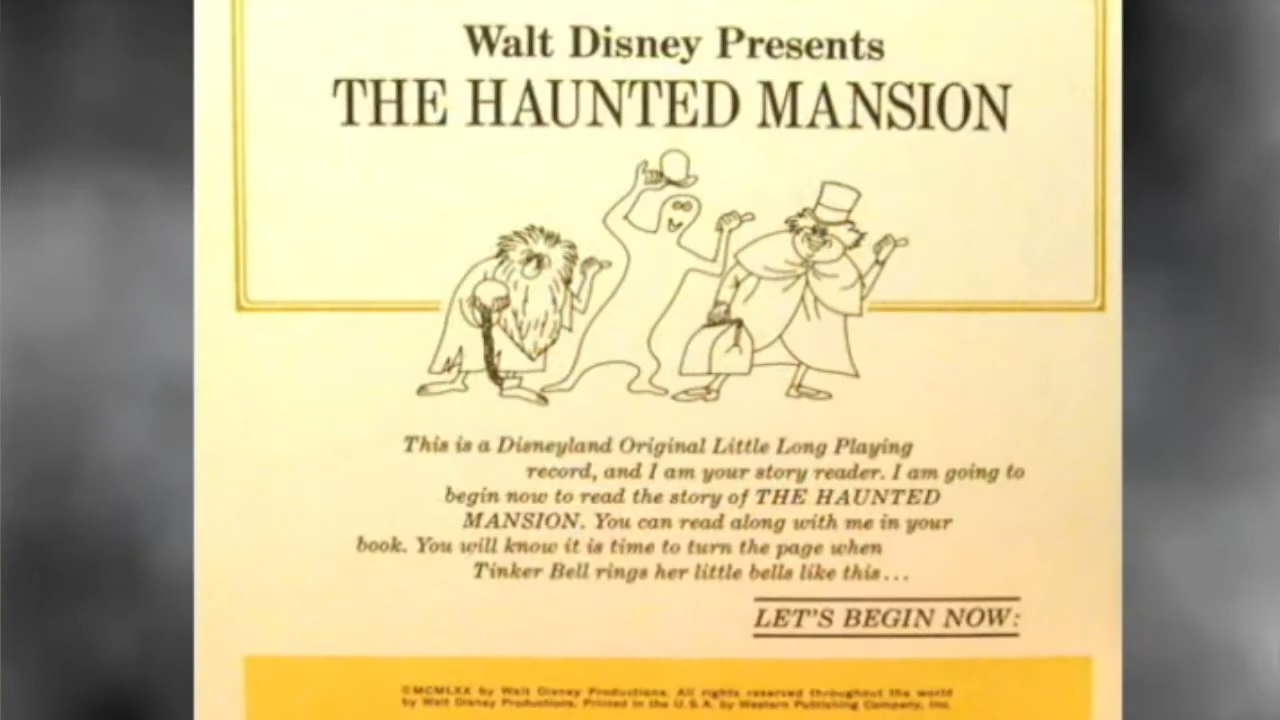 Walt Disney Presents
THE HAUNTED MANSION
This is a Disneyland Original Little Long Playing
record, and I am your story reader. I am going to
begin now to read the story of THE HAUNTED
MANSION. You can read along with me in your
book. You will know it is time to turn the page when
Tinker Bell rings her little bells like this...
LET'S BEGIN NOW:
©MCMLXX by Walt Disney Productions. All rights reserved throughout the world
by Walt Disney Productions. Printed in the U.S.A. by Western Publishing Company, Inc.